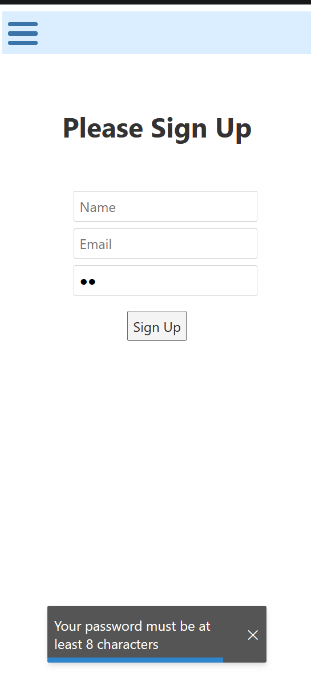 Please Sign Up
Name
Email
••
Sign Up
Your password must be at
least 8 characters